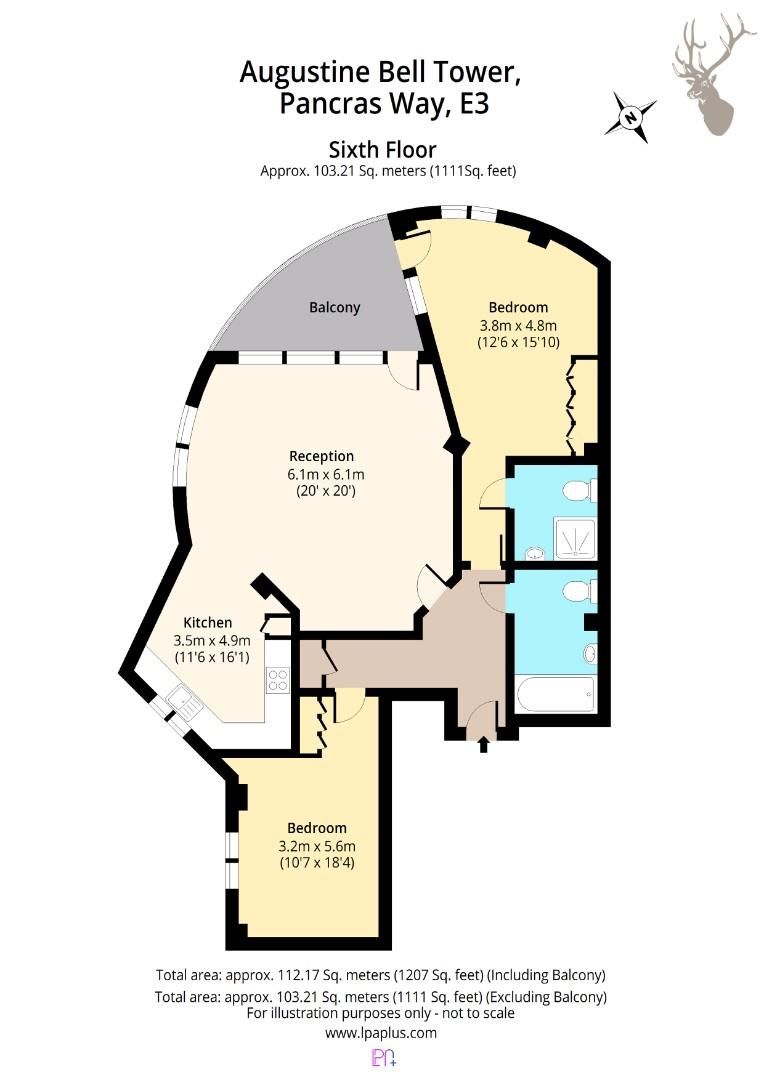 Augustine Bell Tower,
Pancras Way, E3
N
Sixth Floor
Approx. 103.21 Sq. meters (1111Sq. feet)
Balcony
Bedroom
3.8m x 4.8m
(12'6 x 15'10)
Reception
6.1m x 6.1m
(20' x 20')
Kitchen
3.5m x 4.9m
(11'6 x 16'1)
Bedroom
3.2m x 5.6m
(10'7 x 18'4)
Total area: approx. 112.17 Sq. meters (1207 Sq. feet) (Including Balcony)
Total area: approx. 103.21 Sq. meters (1111 Sq. feet) (Excluding Balcony)
For illustration purposes only - not to scale
www.lpaplus.com